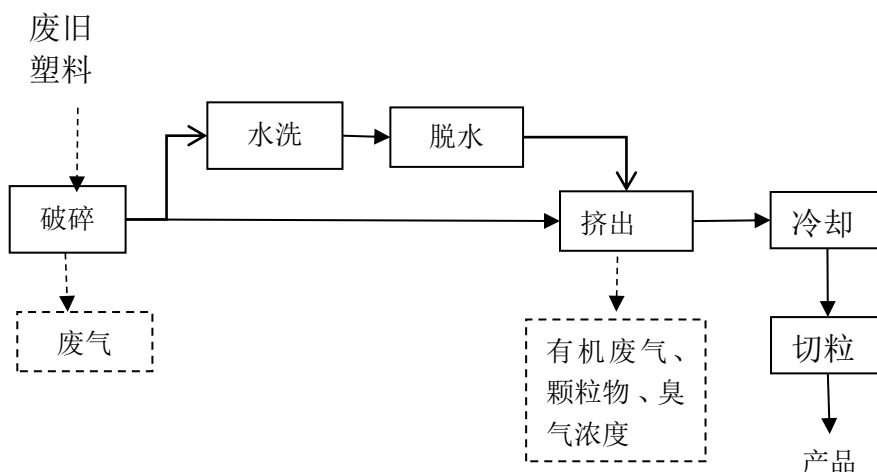 废旧
塑料
水洗
脱水
破碎
挤出
冷却
废气
有机废气、
颗粒物、臭
气浓度
切粒
产品